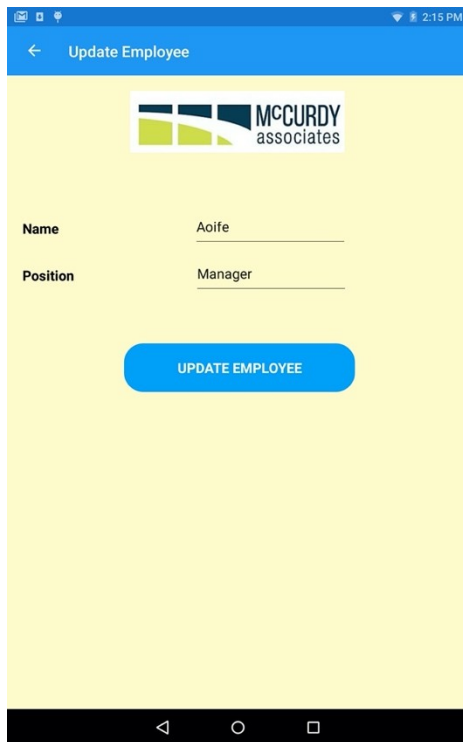 2:15 PM
Update Employee
McCURDY
associates
Name Aoife
Position Manager
UPDATE EMPLOYEE